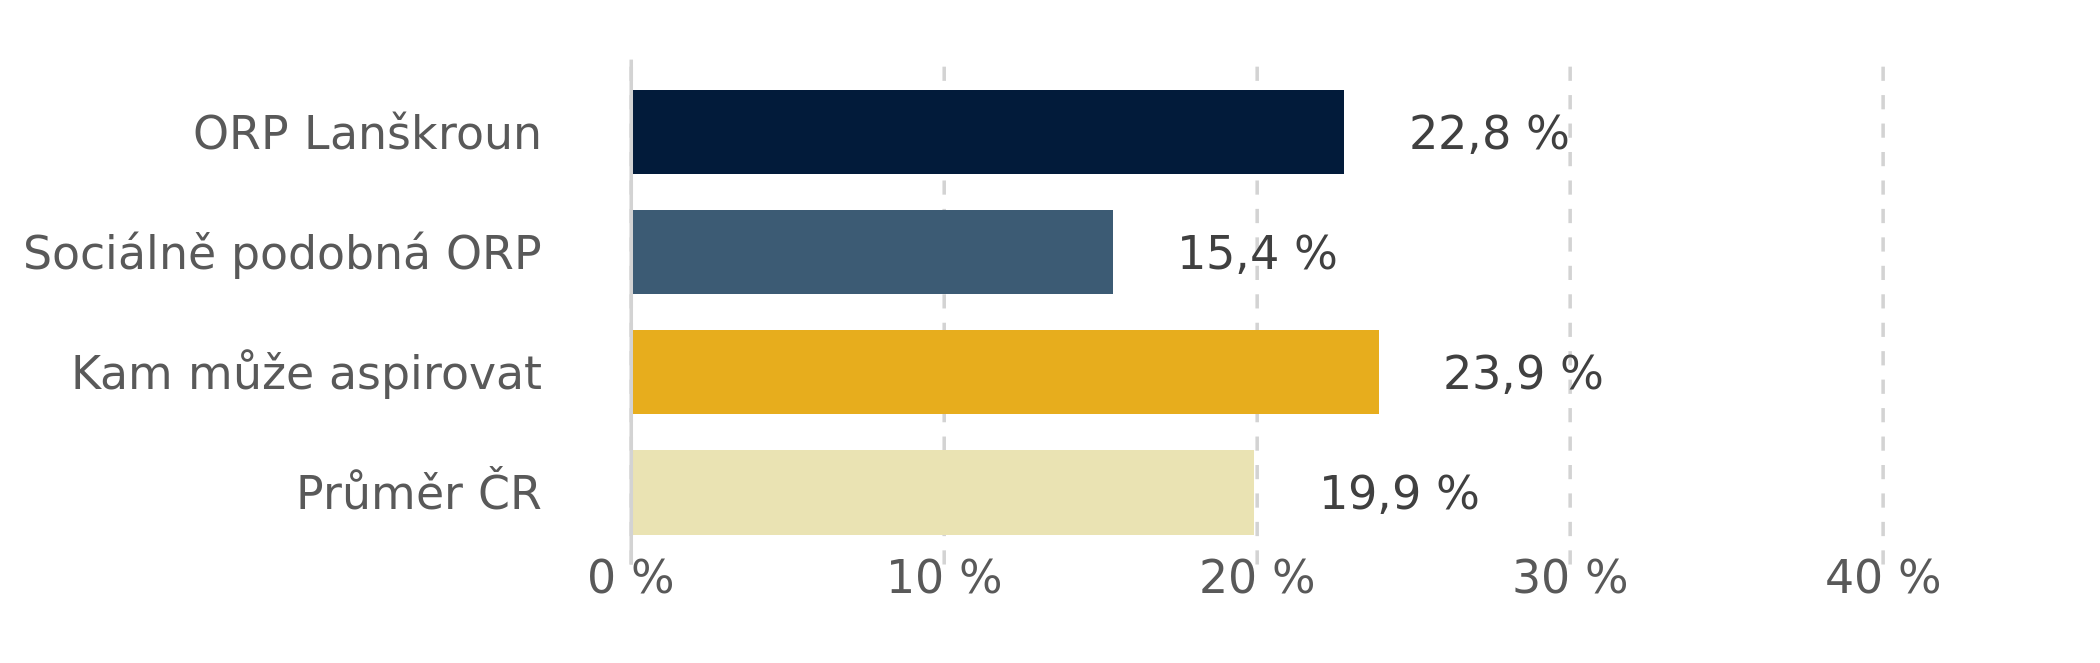 ORP Lanškroun 22,8 %
Sociálně podobná ORP 15,4 %
Kam může aspirovat 23,9 %
Průměr ČR 19,9 %
0 % 10 % 20 % 30 % 40 %